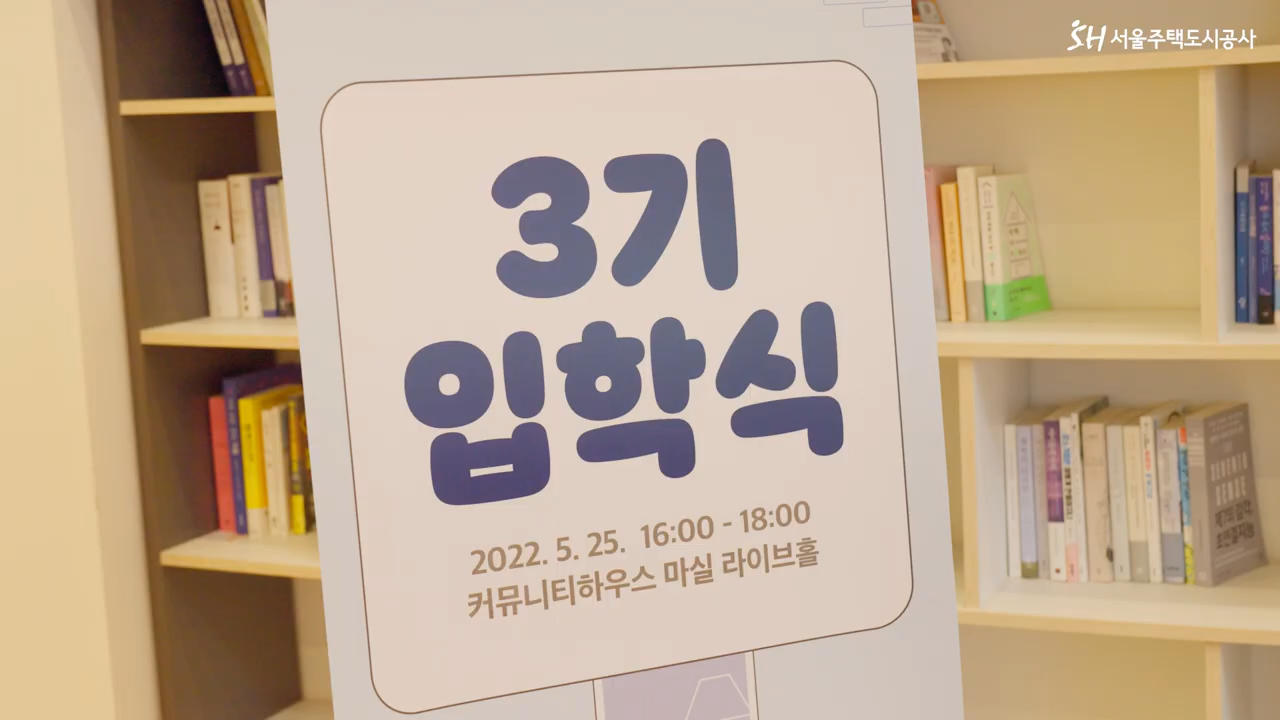 SH 서울주택도시공사
3기
입학식
2022. 5. 25. 16:00 - 18:00
커뮤니티하우스 마실 라이브홀